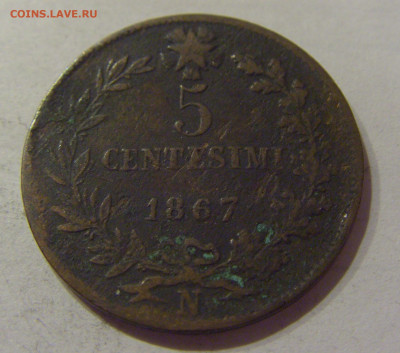 COINS.LAVE.RU
5
CENTESIMI
1867
N